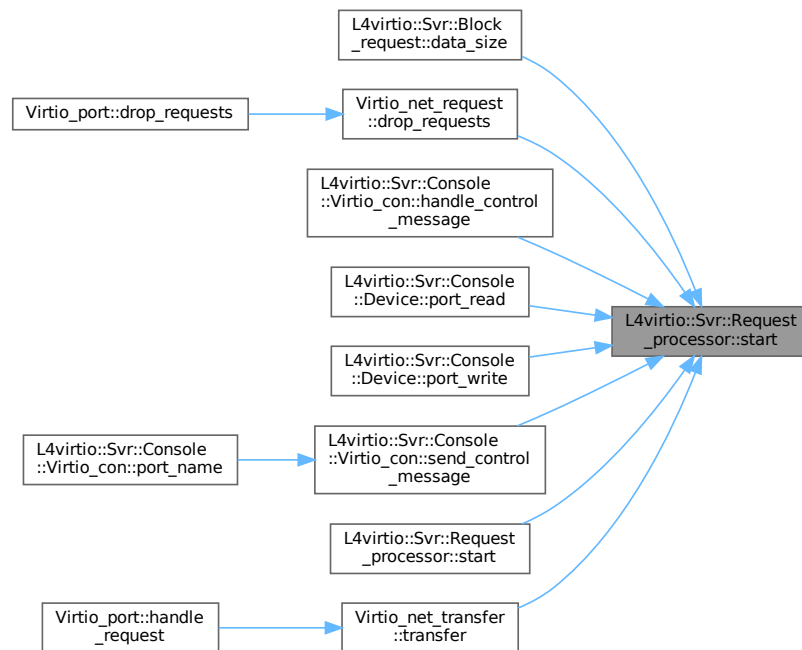 L4virtio::Svr::Block
_request::data_size
Virtio_port::drop_requests
Virtio_net_request
::drop_requests
L4virtio::Svr::Console
::Virtio_con::handle_control
_message
L4virtio::Svr::Console
::Device::port_read
L4virtio::Svr::Request
_processor::start
L4virtio::Svr::Console
::Device::port_write
L4virtio::Svr::Console
::Virtio_con::port_name
L4virtio::Svr::Console
::Virtio_con::send_control
_message
L4virtio::Svr::Request
_processor::start
Virtio_port::handle
_request
Virtio_net_transfer
::transfer